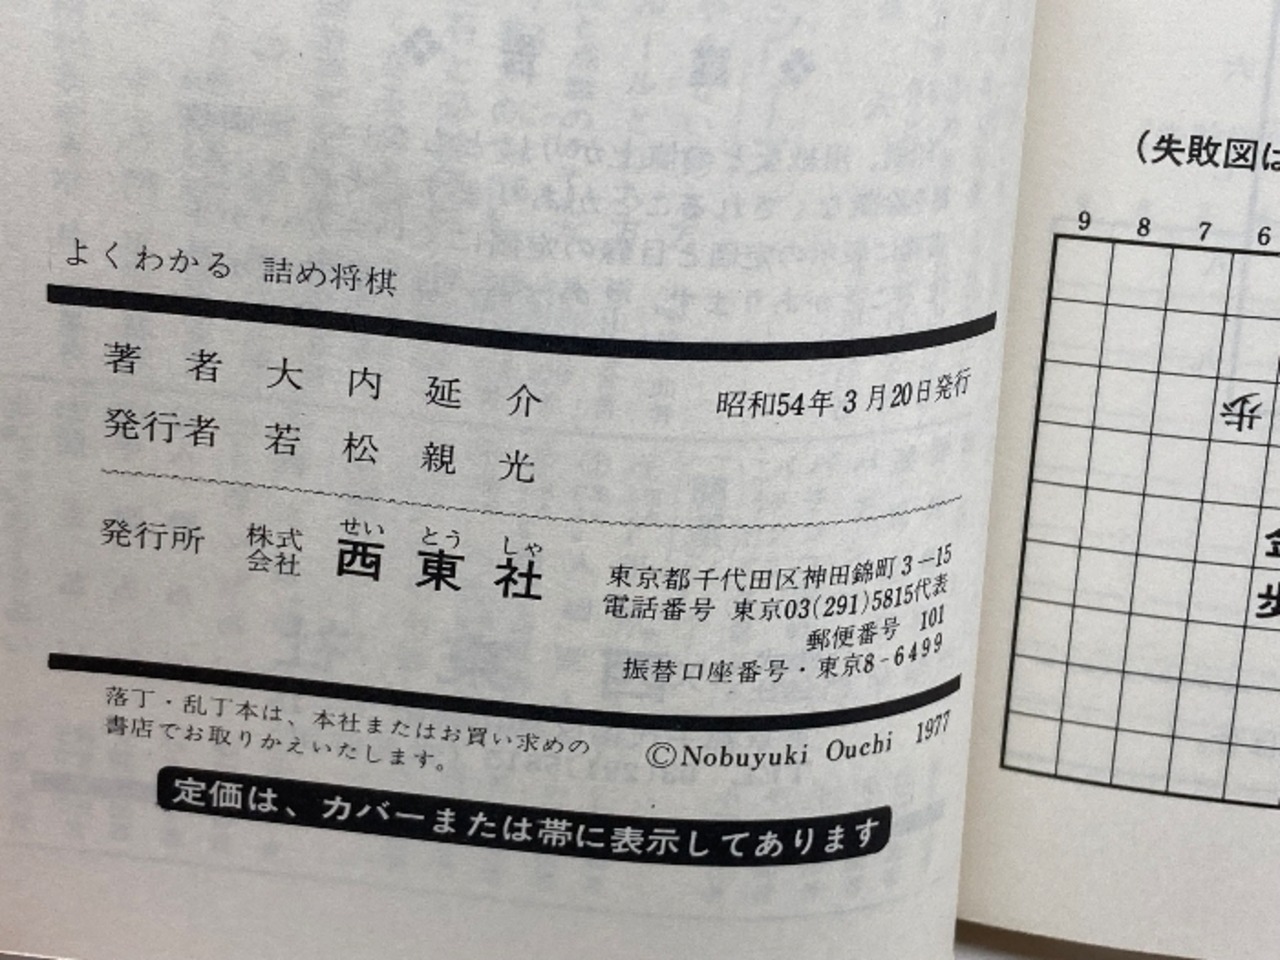 よくわかる 詰め将棋
著者 大内延介
昭和54年3月20日発行
発行者 若松親光
発行所 株式会社 西東社
せい とう しゃ
東京都千代田区神田錦町3-15
電話番号 東京03(291)5815代表
郵便番号 101
振替口座番号・東京8-6499
落丁・乱丁本は、本社またはお買い求めの
書店でお取りかえいたします。
©Nobuyuki Ouchi 1977
定価は、カバーまたは帯に表示してあります
(失敗図は
9 8 7 6
歩
金
歩